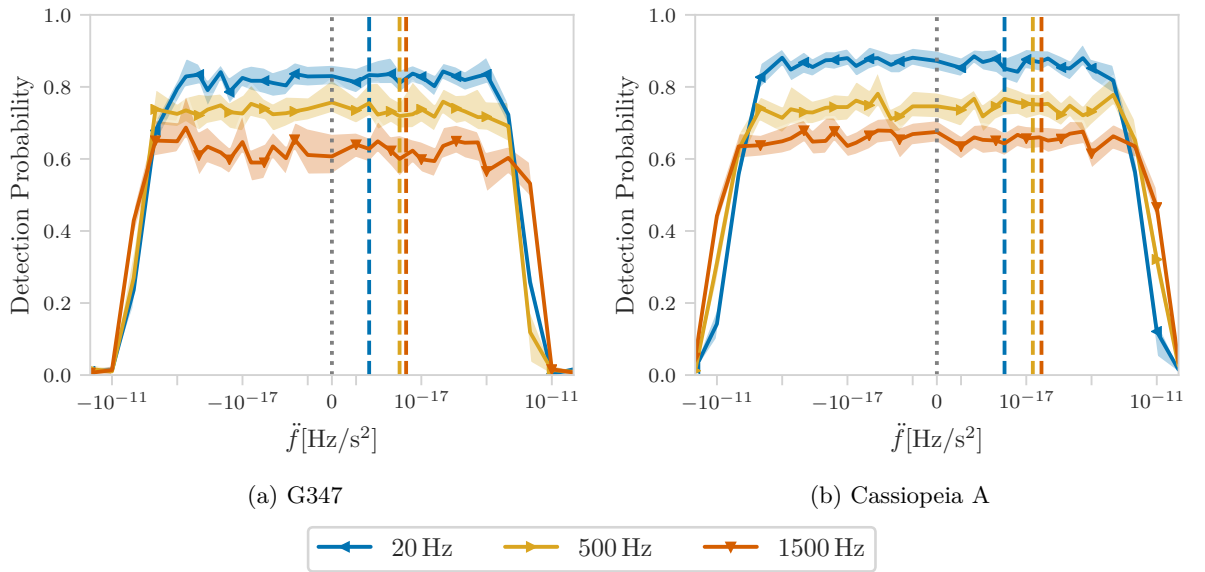 1.0
0.8
0.6
0.4
0.2
0.0
Detection Probability
−10⁻¹¹ −10⁻¹⁷ 0 10⁻¹⁷ 10⁻¹¹
f̈[Hz/s²]
(a) G347
1.0
0.8
0.6
0.4
0.2
0.0
Detection Probability
−10⁻¹¹ −10⁻¹⁷ 0 10⁻¹⁷ 10⁻¹¹
f̈[Hz/s²]
(b) Cassiopeia A
20 Hz 500 Hz 1500 Hz